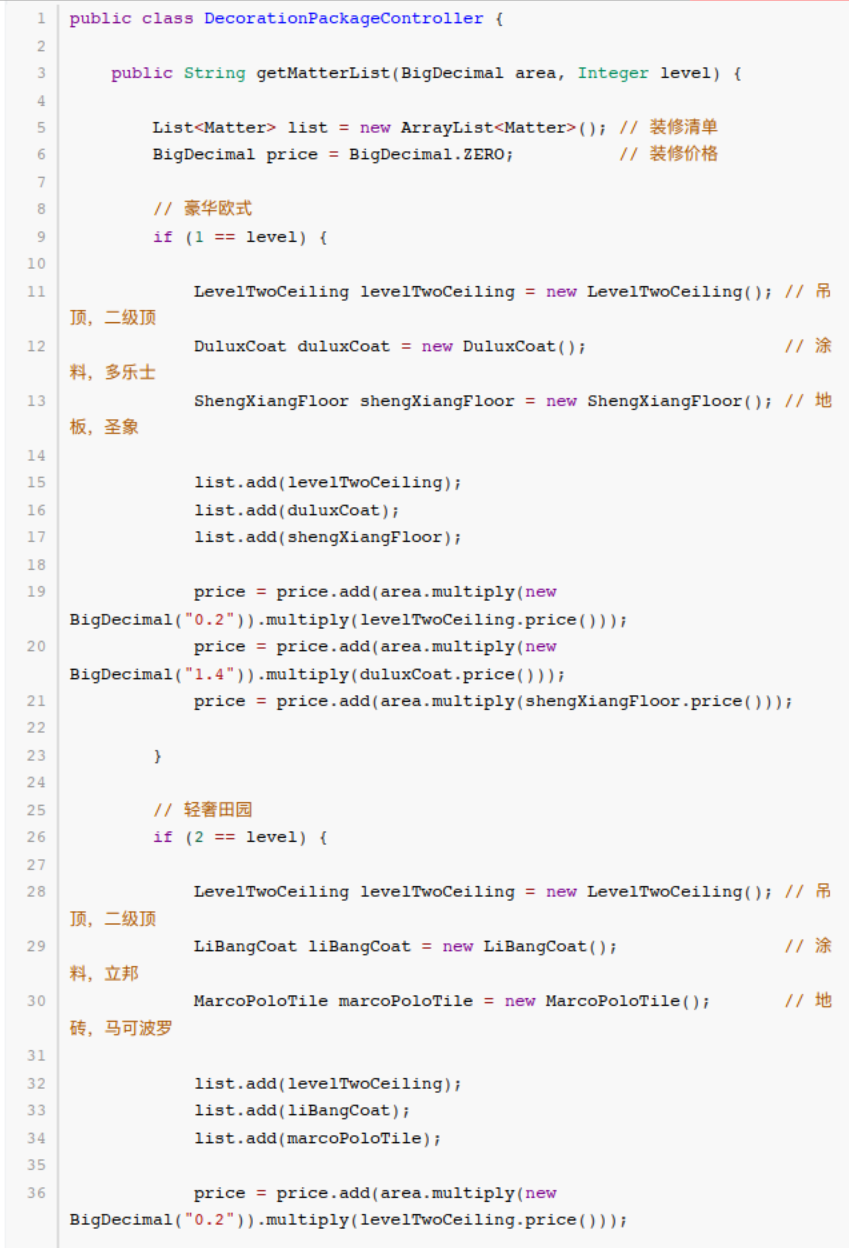 1 public class DecorationPackageController {
2
3 public String getMatterList(BigDecimal area, Integer level) {
4
5 List<Matter> list = new ArrayList<Matter>(); // 装修清单
6 BigDecimal price = BigDecimal.ZERO; // 装修价格
7
8 // 豪华欧式
9 if (1 == level) {
10
11 LevelTwoCeiling levelTwoCeiling = new LevelTwoCeiling(); // 吊
顶，二级顶
12 DuluxCoat duluxCoat = new DuluxCoat(); // 涂
料，多乐士
13 ShengXiangFloor shengXiangFloor = new ShengXiangFloor(); // 地
板，圣象
14
15 list.add(levelTwoCeiling);
16 list.add(duluxCoat);
17 list.add(shengXiangFloor);
18
19 price = price.add(area.multiply(new
BigDecimal("0.2")).multiply(levelTwoCeiling.price()));
20 price = price.add(area.multiply(new
BigDecimal("1.4")).multiply(duluxCoat.price()));
21 price = price.add(area.multiply(shengXiangFloor.price()));
22
23 }
24
25 // 轻奢田园
26 if (2 == level) {
27
28 LevelTwoCeiling levelTwoCeiling = new LevelTwoCeiling(); // 吊
顶，二级顶
29 LiBangCoat liBangCoat = new LiBangCoat(); // 涂
料，立邦
30 MarcoPoloTile marcoPoloTile = new MarcoPoloTile(); // 地
砖，马可波罗
31
32 list.add(levelTwoCeiling);
33 list.add(liBangCoat);
34 list.add(marcoPoloTile);
35
36 price = price.add(area.multiply(new
BigDecimal("0.2")).multiply(levelTwoCeiling.price()));